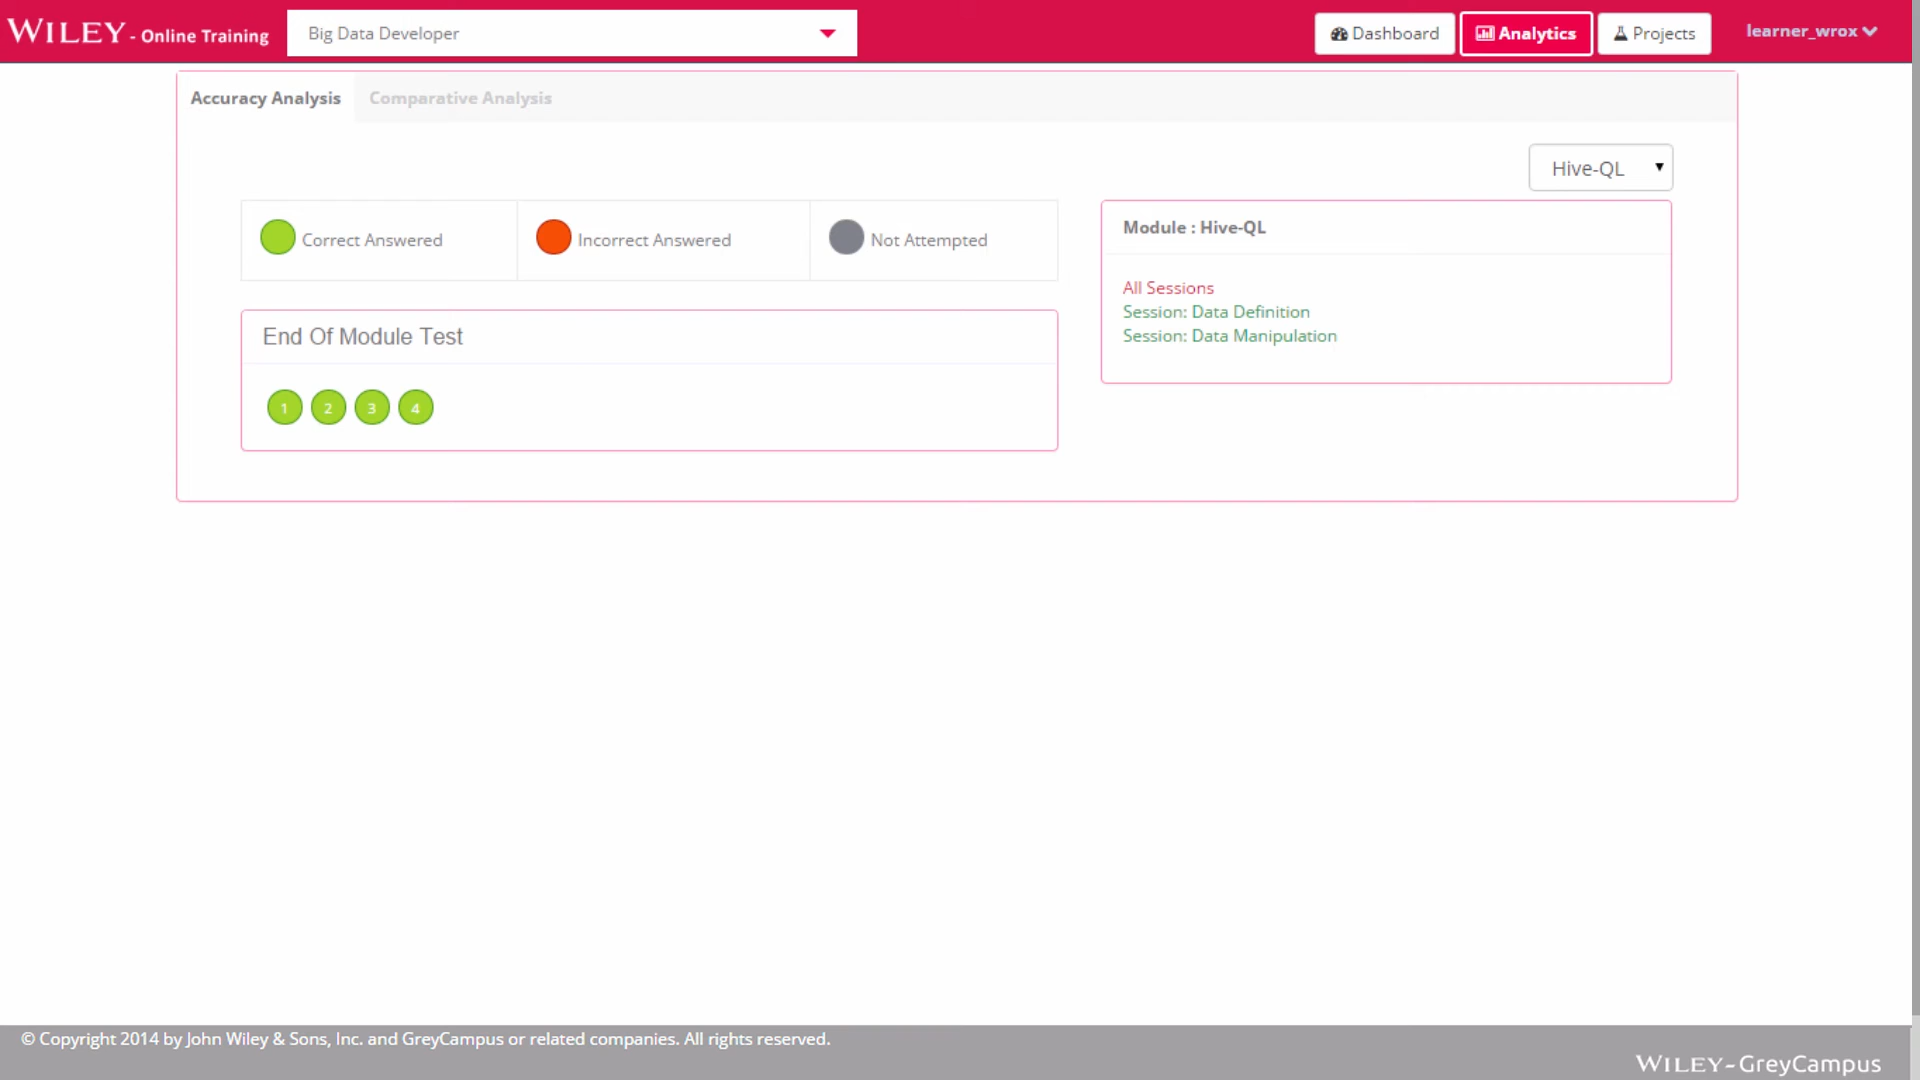 WILEY - Online Training
Big Data Developer
Dashboard
Analytics
Projects
learner_wrox
Accuracy Analysis
Comparative Analysis
Hive-QL
Correct Answered
Incorrect Answered
Not Attempted
Module : Hive-QL
All Sessions
Session: Data Definition
Session: Data Manipulation
End Of Module Test
1 2 3 4
© Copyright 2014 by John Wiley & Sons, Inc. and GreyCampus or related companies. All rights reserved.
WILEY-GreyCampus